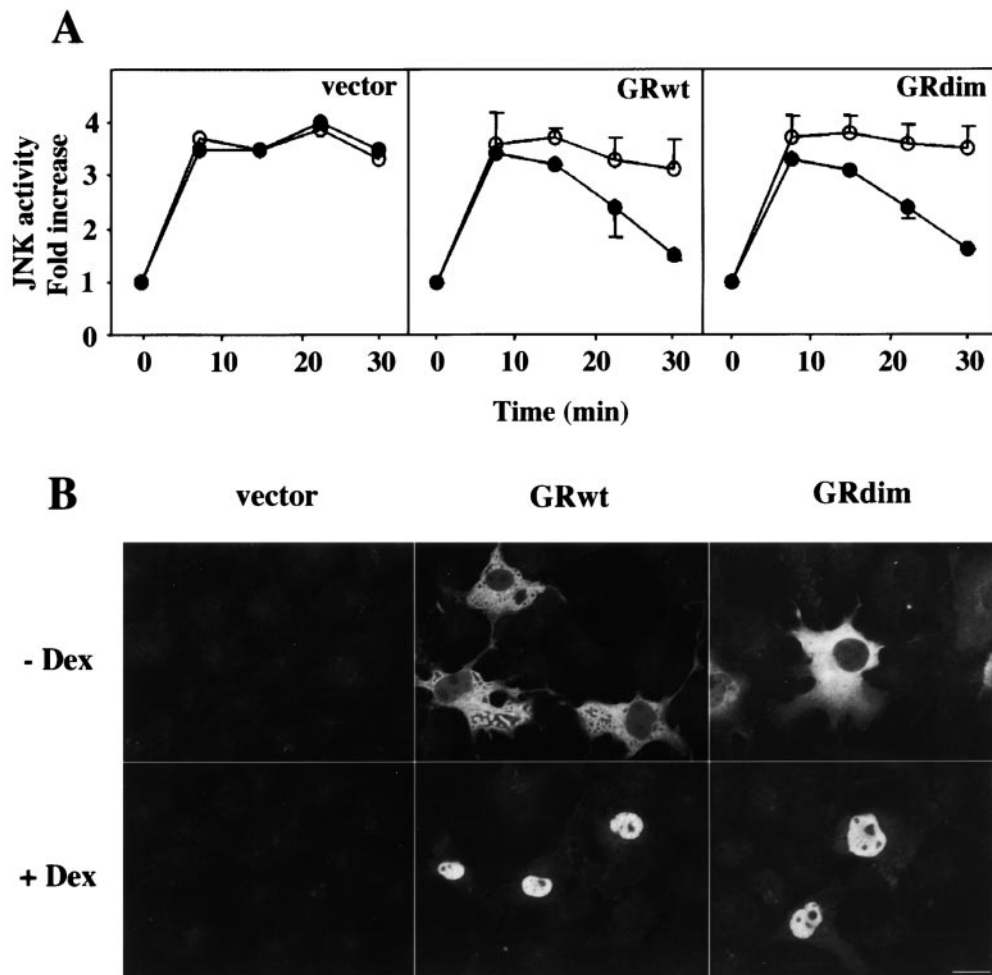 A
vector GRwt GRdim
JNK activity
Fold increase
4
3
2
1
0
0 10 20 30 0 10 20 30 0 10 20 30
Time (min)
B
vector GRwt GRdim
- Dex
+ Dex